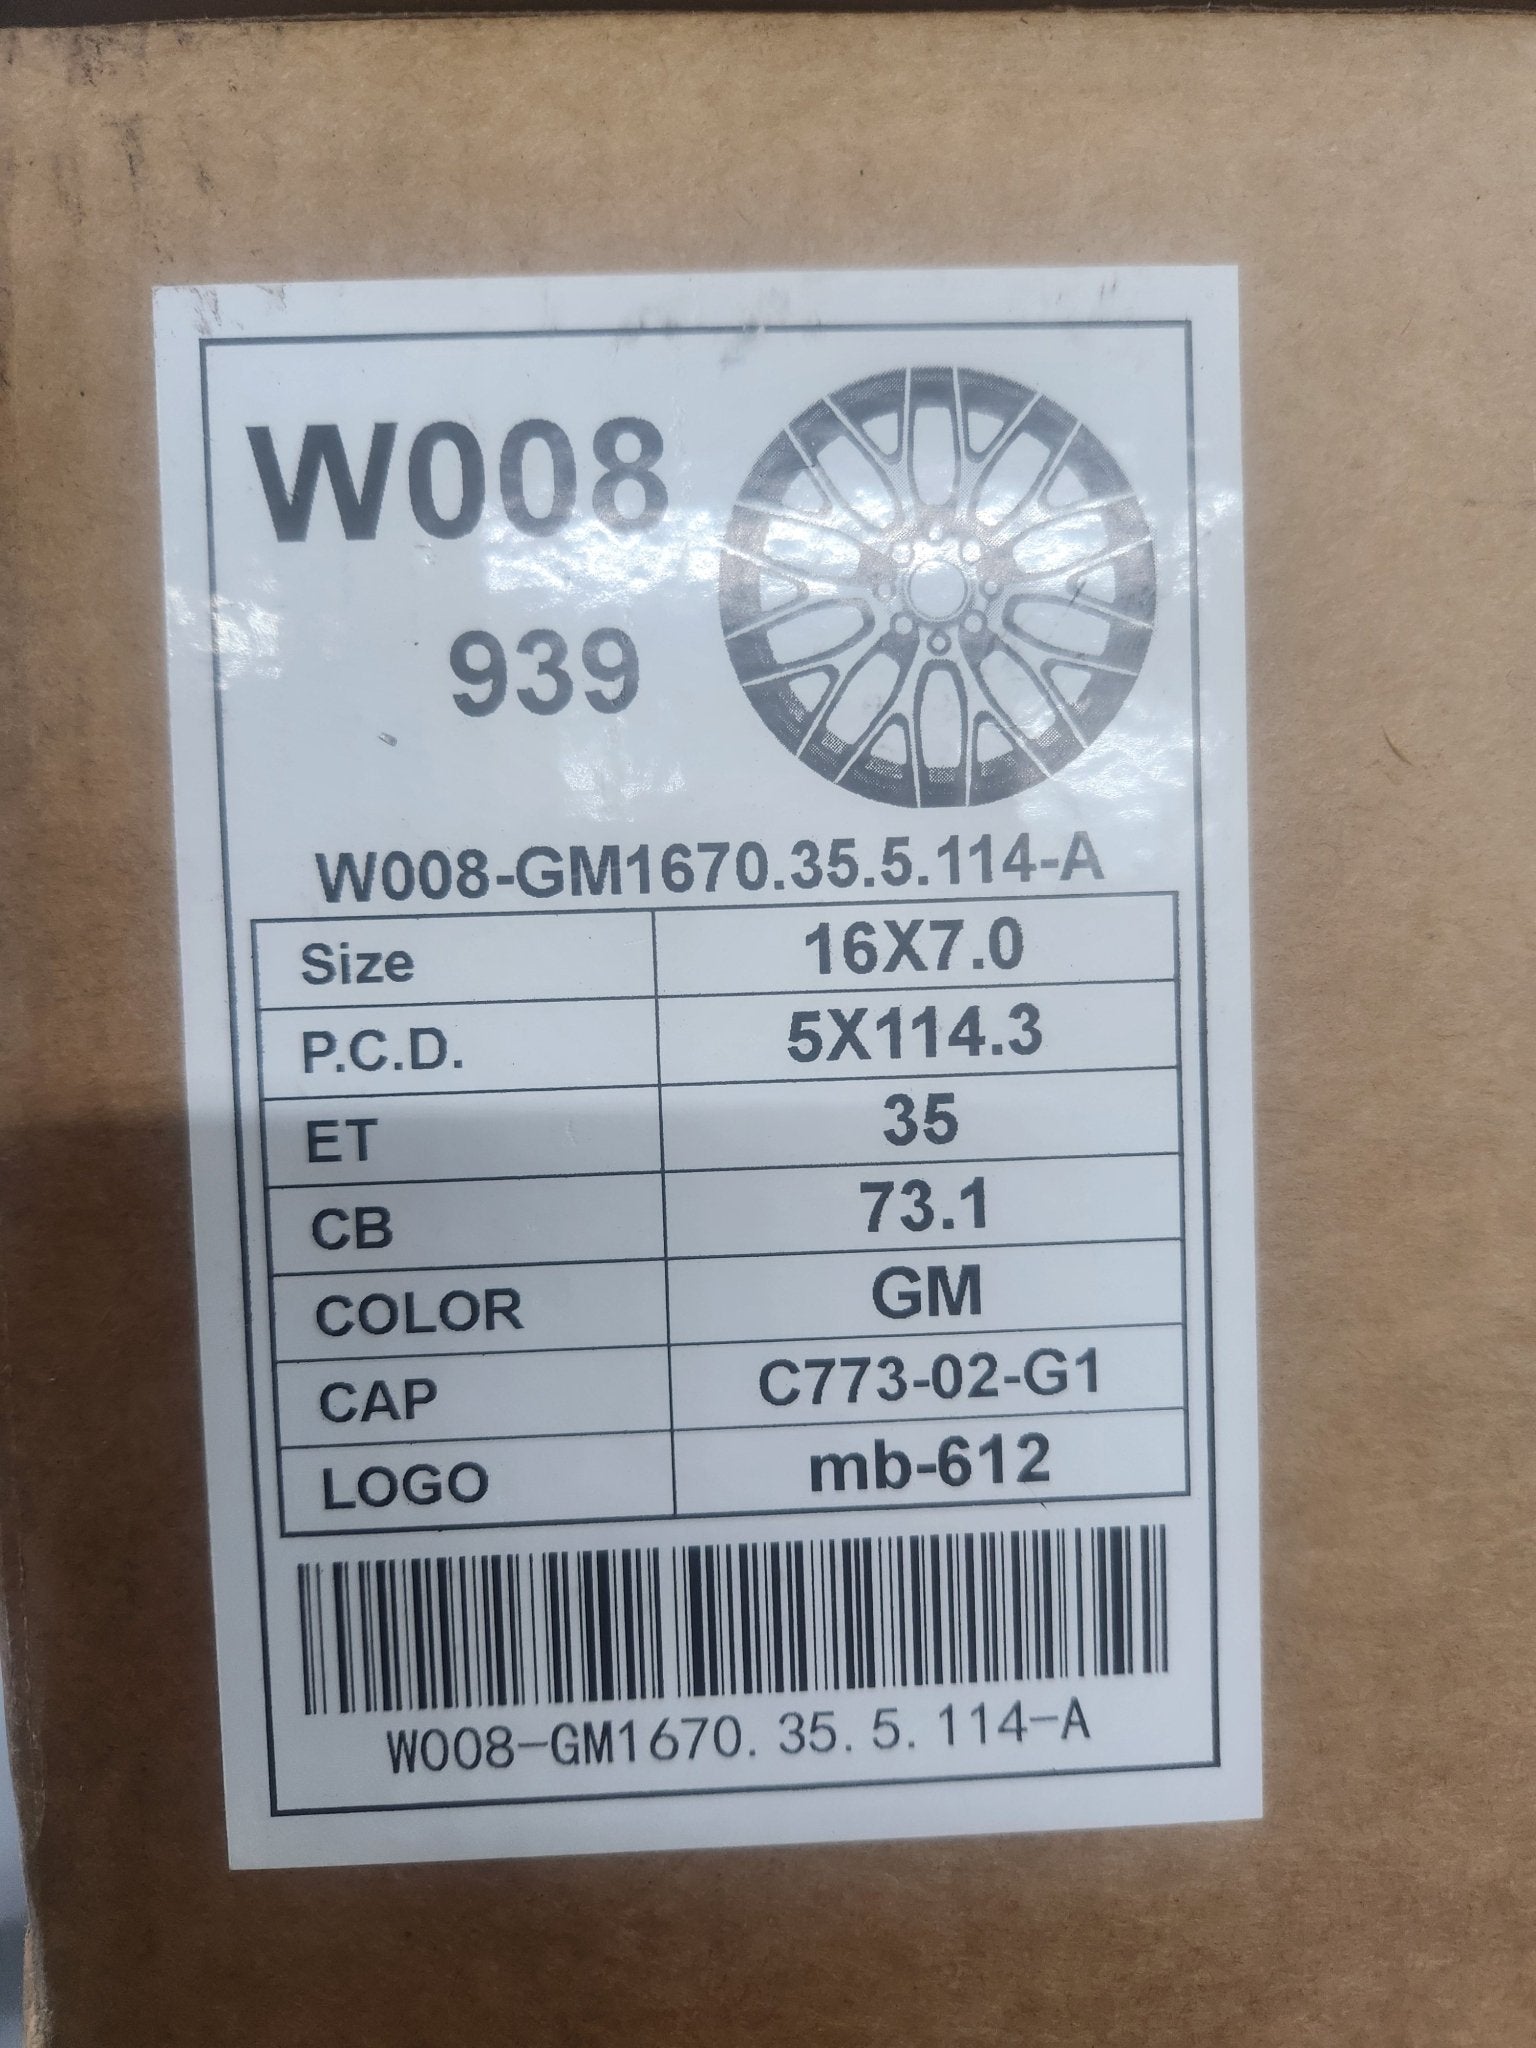 W008
939
W008-GM1670.35.5.114-A
Size 16X7.0
P.C.D. 5X114.3
ET 35
CB 73.1
COLOR GM
CAP C773-02-G1
LOGO mb-612
W008-GM1670.35.5.114-A